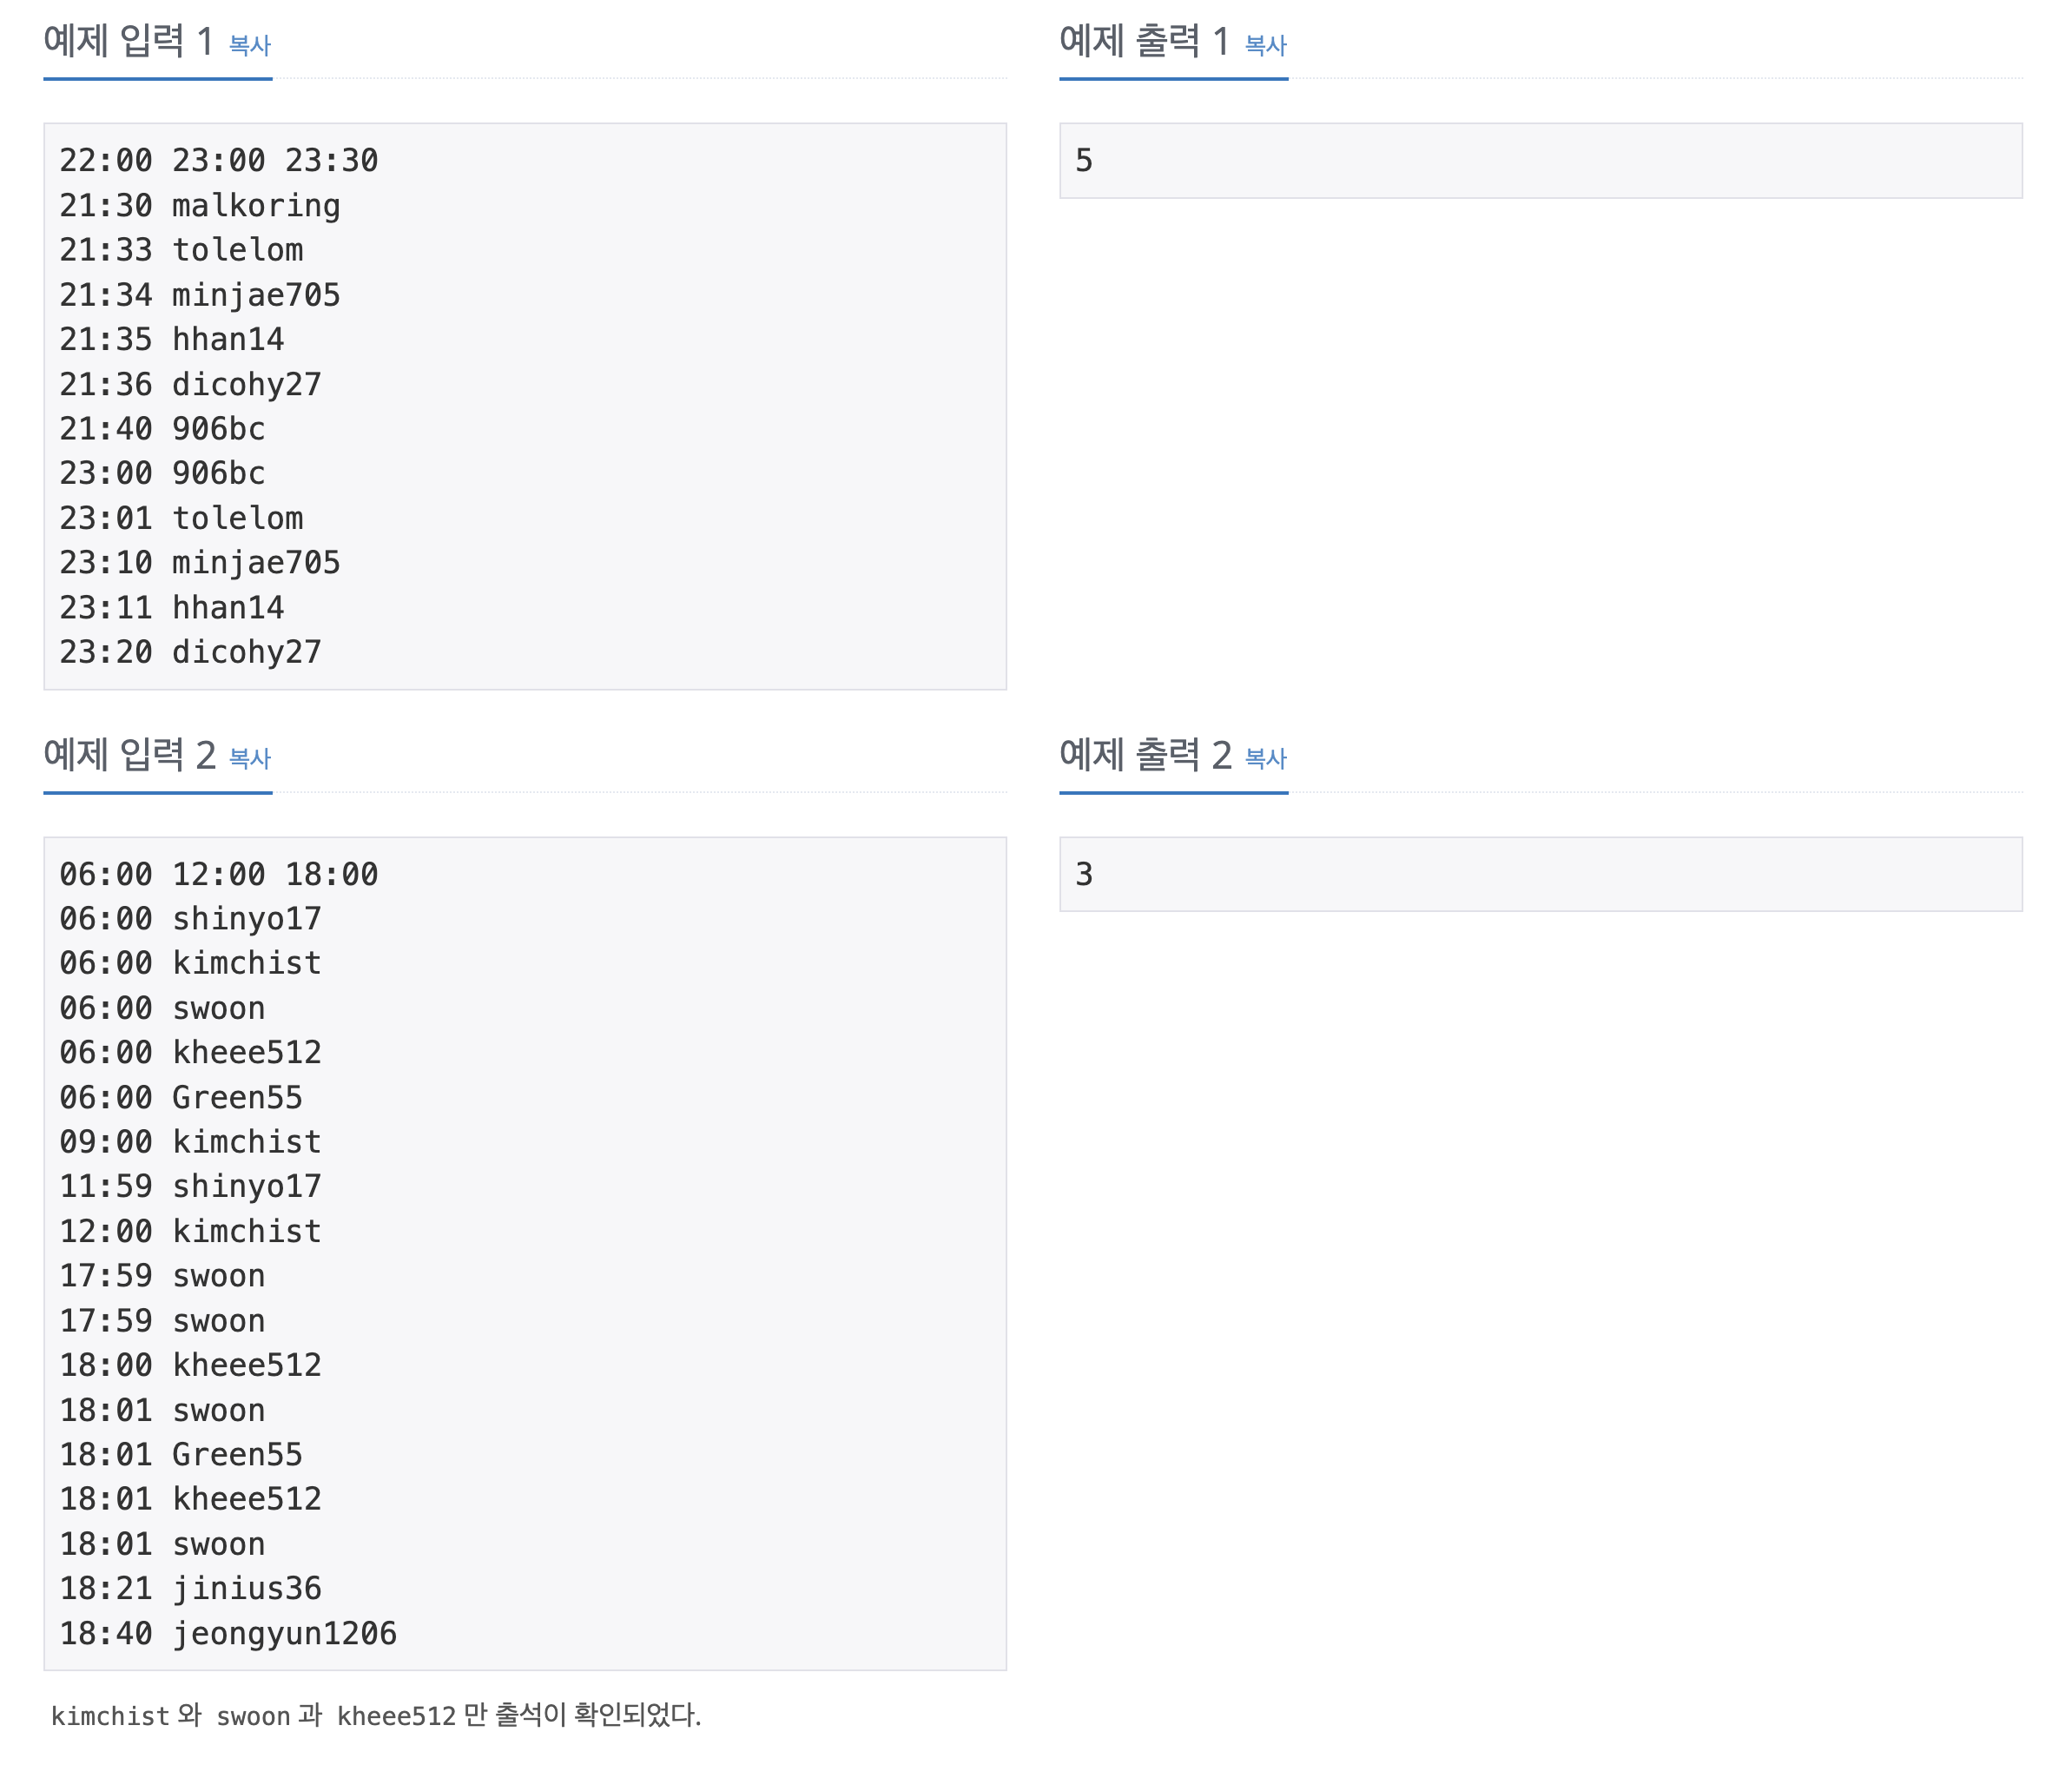 예제 입력 1 복사
22:00 23:00 23:30
21:30 malkoring
21:33 tolelom
21:34 minjae705
21:35 hhan14
21:36 dicohy27
21:40 906bc
23:00 906bc
23:01 tolelom
23:10 minjae705
23:11 hhan14
23:20 dicohy27
예제 출력 1 복사
5
예제 입력 2 복사
06:00 12:00 18:00
06:00 shinyo17
06:00 kimchist
06:00 swoon
06:00 kheee512
06:00 Green55
09:00 kimchist
11:59 shinyo17
12:00 kimchist
17:59 swoon
17:59 swoon
18:00 kheee512
18:01 swoon
18:01 Green55
18:01 kheee512
18:01 swoon
18:21 jinius36
18:40 jeongyun1206
예제 출력 2 복사
3
kimchist 와 swoon 과 kheee512 만 출석이 확인되었다.